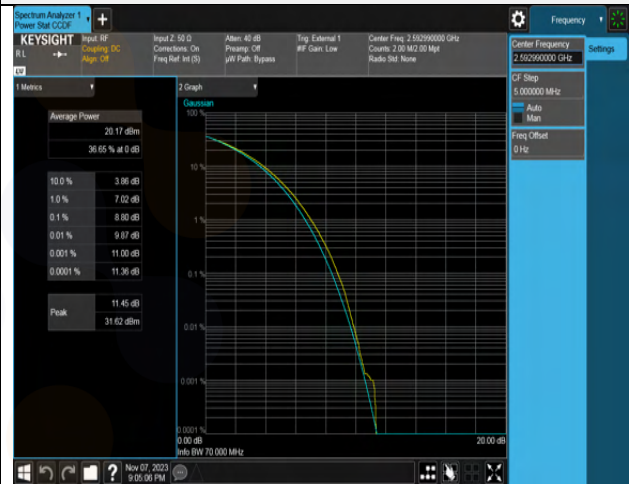 Spectrum Analyzer 1
Power Stat CCDF
+
Frequency
KEYSIGHT
RL
Input: RF
Coupling: DC
Align: Off
Input Z: 50 Ω
Corrections: On
Freq Ref: Int (S)
Atten: 40 dB
Preamp: Off
µW Path: Bypass
Trig: External 1
#IF Gain: Low
Center Freq: 2.592990000 GHz
Counts: 2.00 M/2.00 Mpt
Radio Std: None
Center Frequency
2.592990000 GHz
Settings
CF Step
5.000000 MHz
Auto
Man
Freq Offset
0 Hz
1 Metrics
Average Power
20.17 dBm
36.65 % at 0 dB
10.0 % 3.86 dB
1.0 % 7.02 dB
0.1 % 8.80 dB
0.01 % 9.87 dB
0.001 % 11.00 dB
0.0001 % 11.36 dB
Peak
11.45 dB
31.62 dBm
2 Graph
Gaussian
100 %
10 %
1 %
0.1 %
0.01 %
0.001 %
0.0001 %
0.00 dB
20.00 dB
Info BW 70.000 MHz
?
Nov 07, 2023
9:05:06 PM